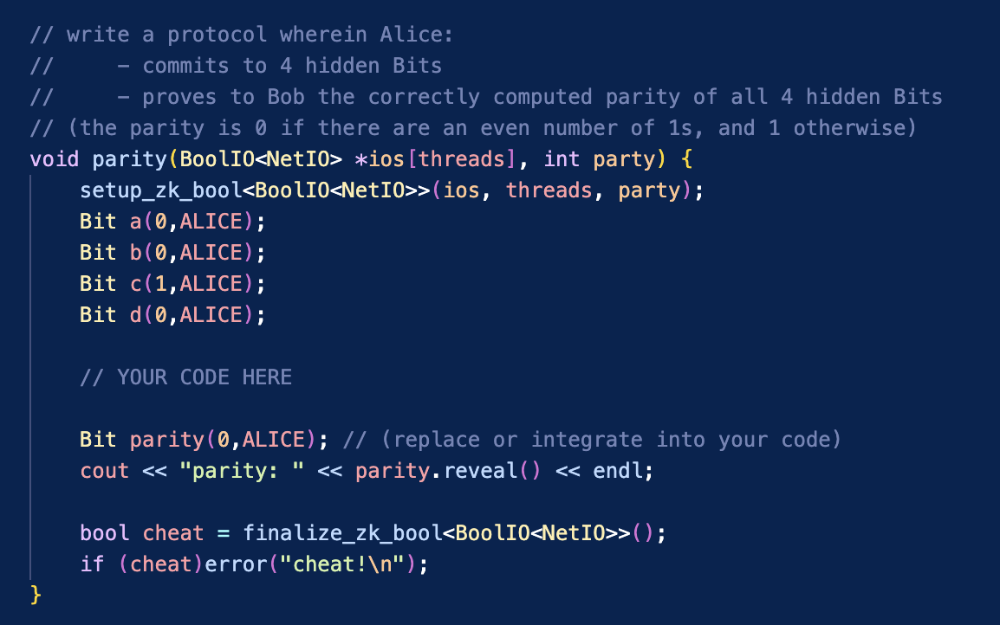 // write a protocol wherein Alice:
//     – commits to 4 hidden Bits
//     – proves to Bob the correctly computed parity of all 4 hidden Bits
// (the parity is 0 if there are an even number of 1s, and 1 otherwise)
void parity(BoolIO<NetIO> *ios[threads], int party) {
    setup_zk_bool<BoolIO<NetIO>>(ios, threads, party);
    Bit a(0,ALICE);
    Bit b(0,ALICE);
    Bit c(1,ALICE);
    Bit d(0,ALICE);
    // YOUR CODE HERE
    Bit parity(0,ALICE); // (replace or integrate into your code)
    cout << "parity: " << parity.reveal() << endl;
    bool cheat = finalize_zk_bool<BoolIO<NetIO>>();
    if (cheat)error("cheat!\n");
}